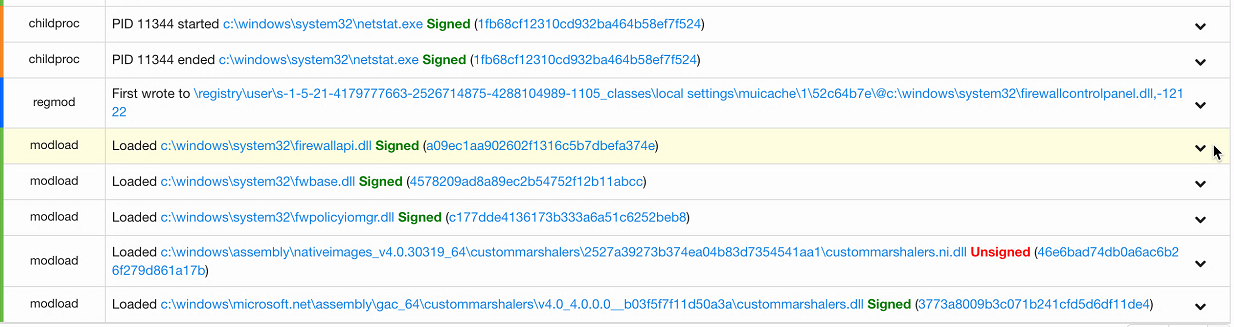 childproc PID 11344 started c:\windows\system32\netstat.exe Signed (1fb68cf12310cd932ba464b58ef7f524)
childproc PID 11344 ended c:\windows\system32\netstat.exe Signed (1fb68cf12310cd932ba464b58ef7f524)
regmod First wrote to \registry\user\s-1-5-21-4179777663-2526714875-4288104989-1105_classes\local settings\muicache\1\52c64b7e\@c:\windows\system32\firewallcontrolpanel.dll,-121
22
modload Loaded c:\windows\system32\firewallapi.dll Signed (a09ec1aa902602f1316c5b7dbefa374e)
modload Loaded c:\windows\system32\fwbase.dll Signed (4578209ad8a89ec2b54752f12b11abcc)
modload Loaded c:\windows\system32\fwpolicyiomgr.dll Signed (c177dde4136173b333a6a51c6252beb8)
modload Loaded c:\windows\assembly\nativeimages_v4.0.30319_64\custommarshalers\2527a39273b374ea04b83d7354541aa1\custommarshalers.ni.dll Unsigned (46e6bad74db0a6ac6b2
6f279d861a17b)
modload Loaded c:\windows\microsoft.net\assembly\gac_64\custommarshalers\v4.0_4.0.0.0__b03f5f7f11d50a3a\custommarshalers.dll Signed (3773a8009b3c071b241cfd5d6df11de4)